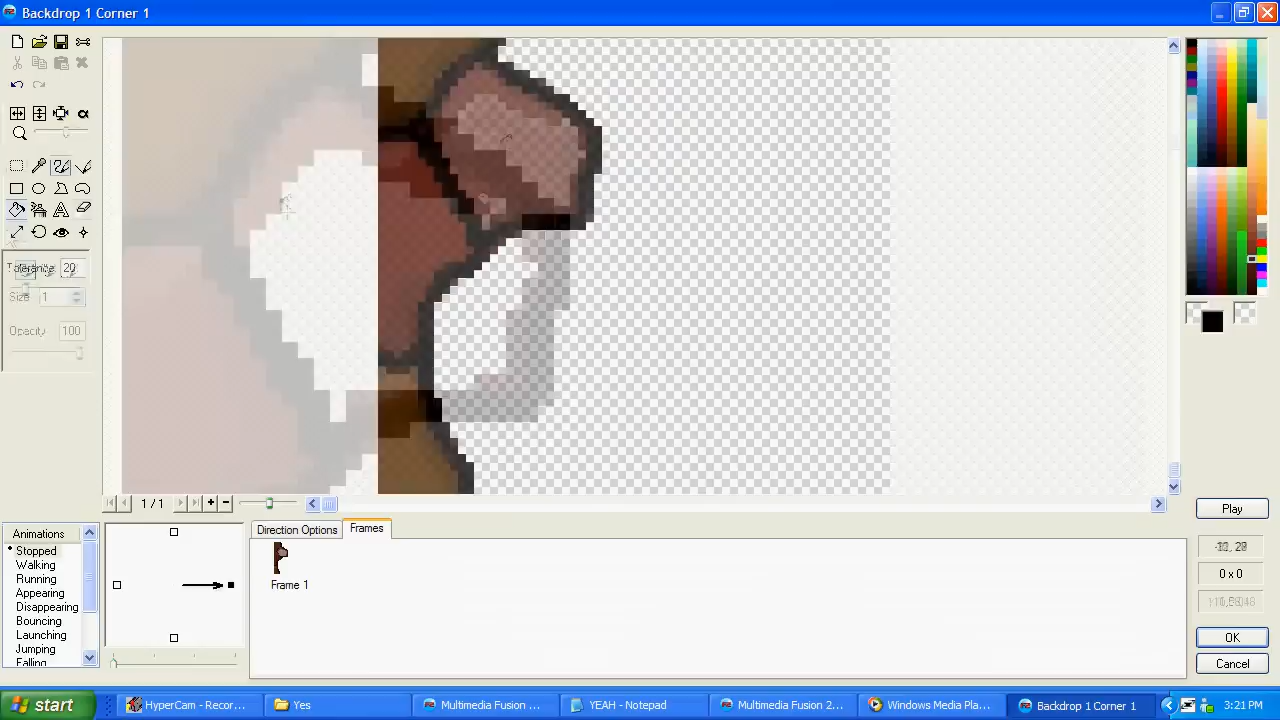 Backdrop 1 Corner 1
Tolerance: 20
Size 1
Opacity 100
1 / 1
Play
Animations
Stopped
Walking
Running
Appearing
Disappearing
Bouncing
Launching
Jumping
Falling
Direction Options
Frames
Frame 1
0 x 0
OK
Cancel
start
HyperCam - Recor...
Yes
Multimedia Fusion ...
YEAH - Notepad
Multimedia Fusion 2...
Windows Media Pla...
Backdrop 1 Corner 1
3:21 PM